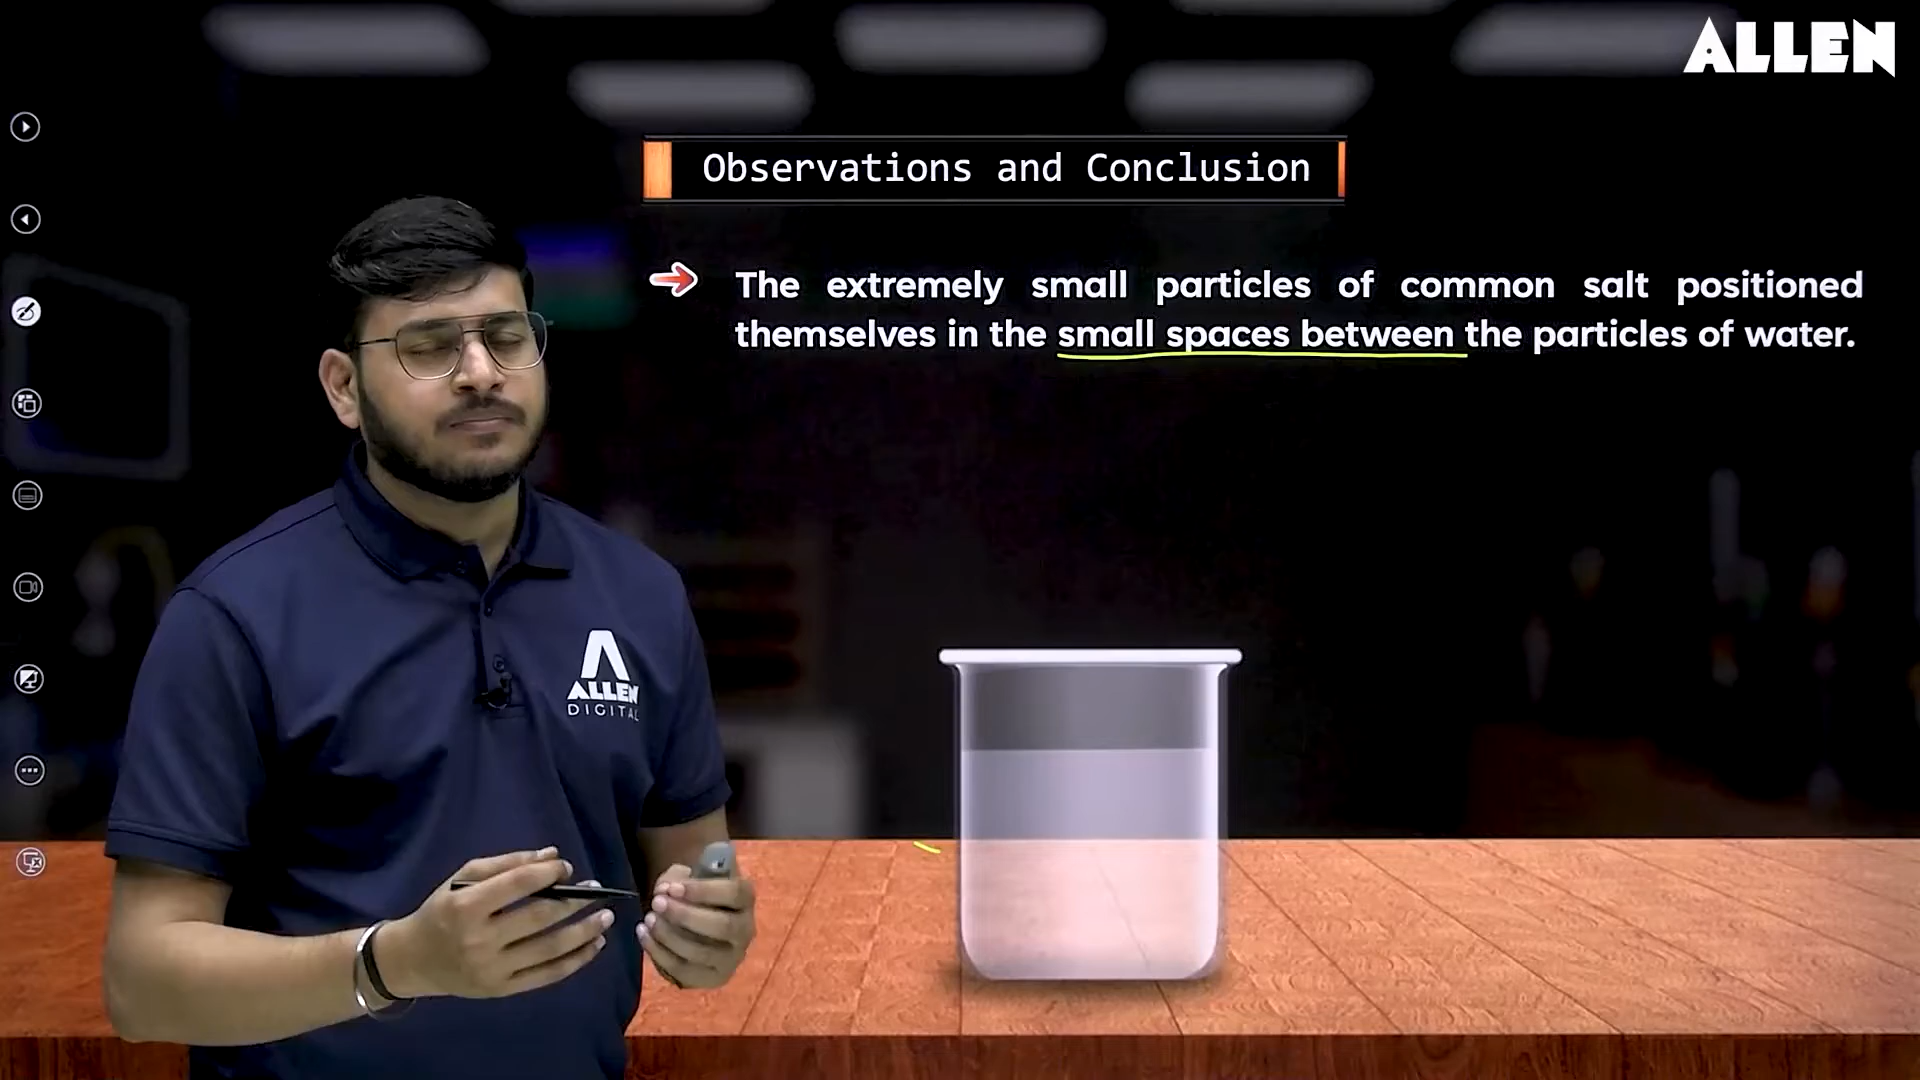 ALLEN
Observations and Conclusion
The extremely small particles of common salt positioned
themselves in the small spaces between the particles of water.
ALLEN
DIGITAL